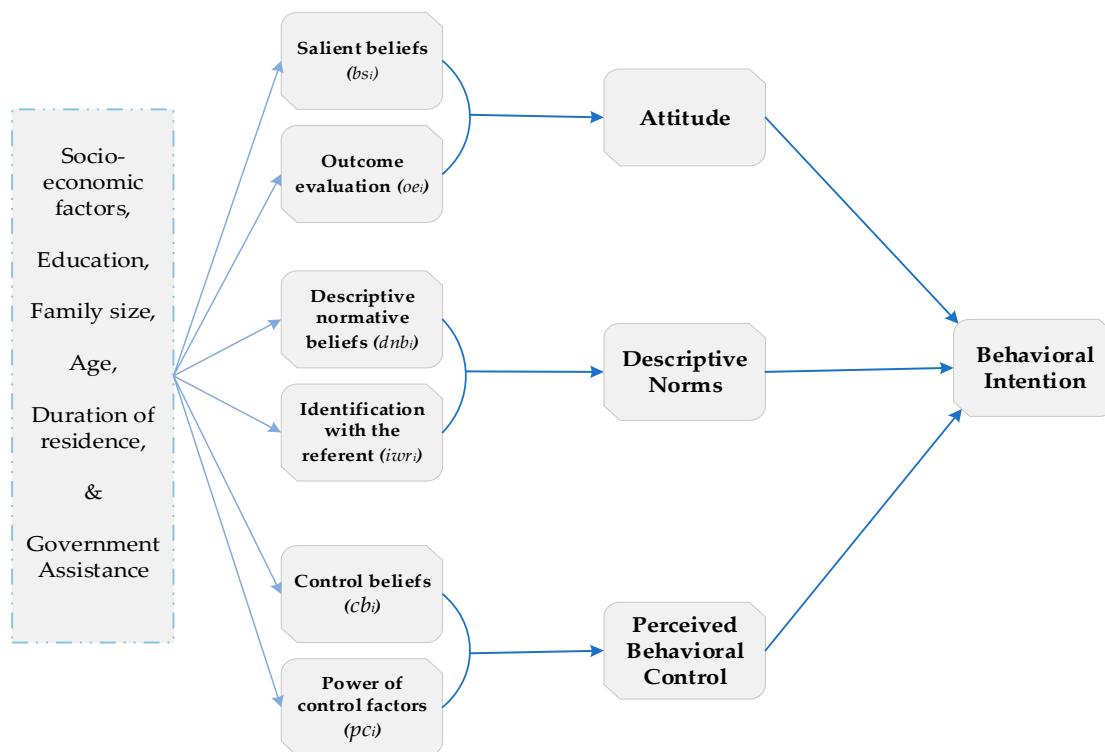 Socio-
economic
factors,
Education,
Family size,
Age,
Duration of
residence,
&
Government
Assistance
Salient beliefs
(bsᵢ)
Outcome
evaluation (oeᵢ)
Descriptive
normative
beliefs (dnbᵢ)
Identification
with the
referent (iwrᵢ)
Control beliefs
(cbᵢ)
Power of
control factors
(pcᵢ)
Attitude
Descriptive
Norms
Perceived
Behavioral
Control
Behavioral
Intention